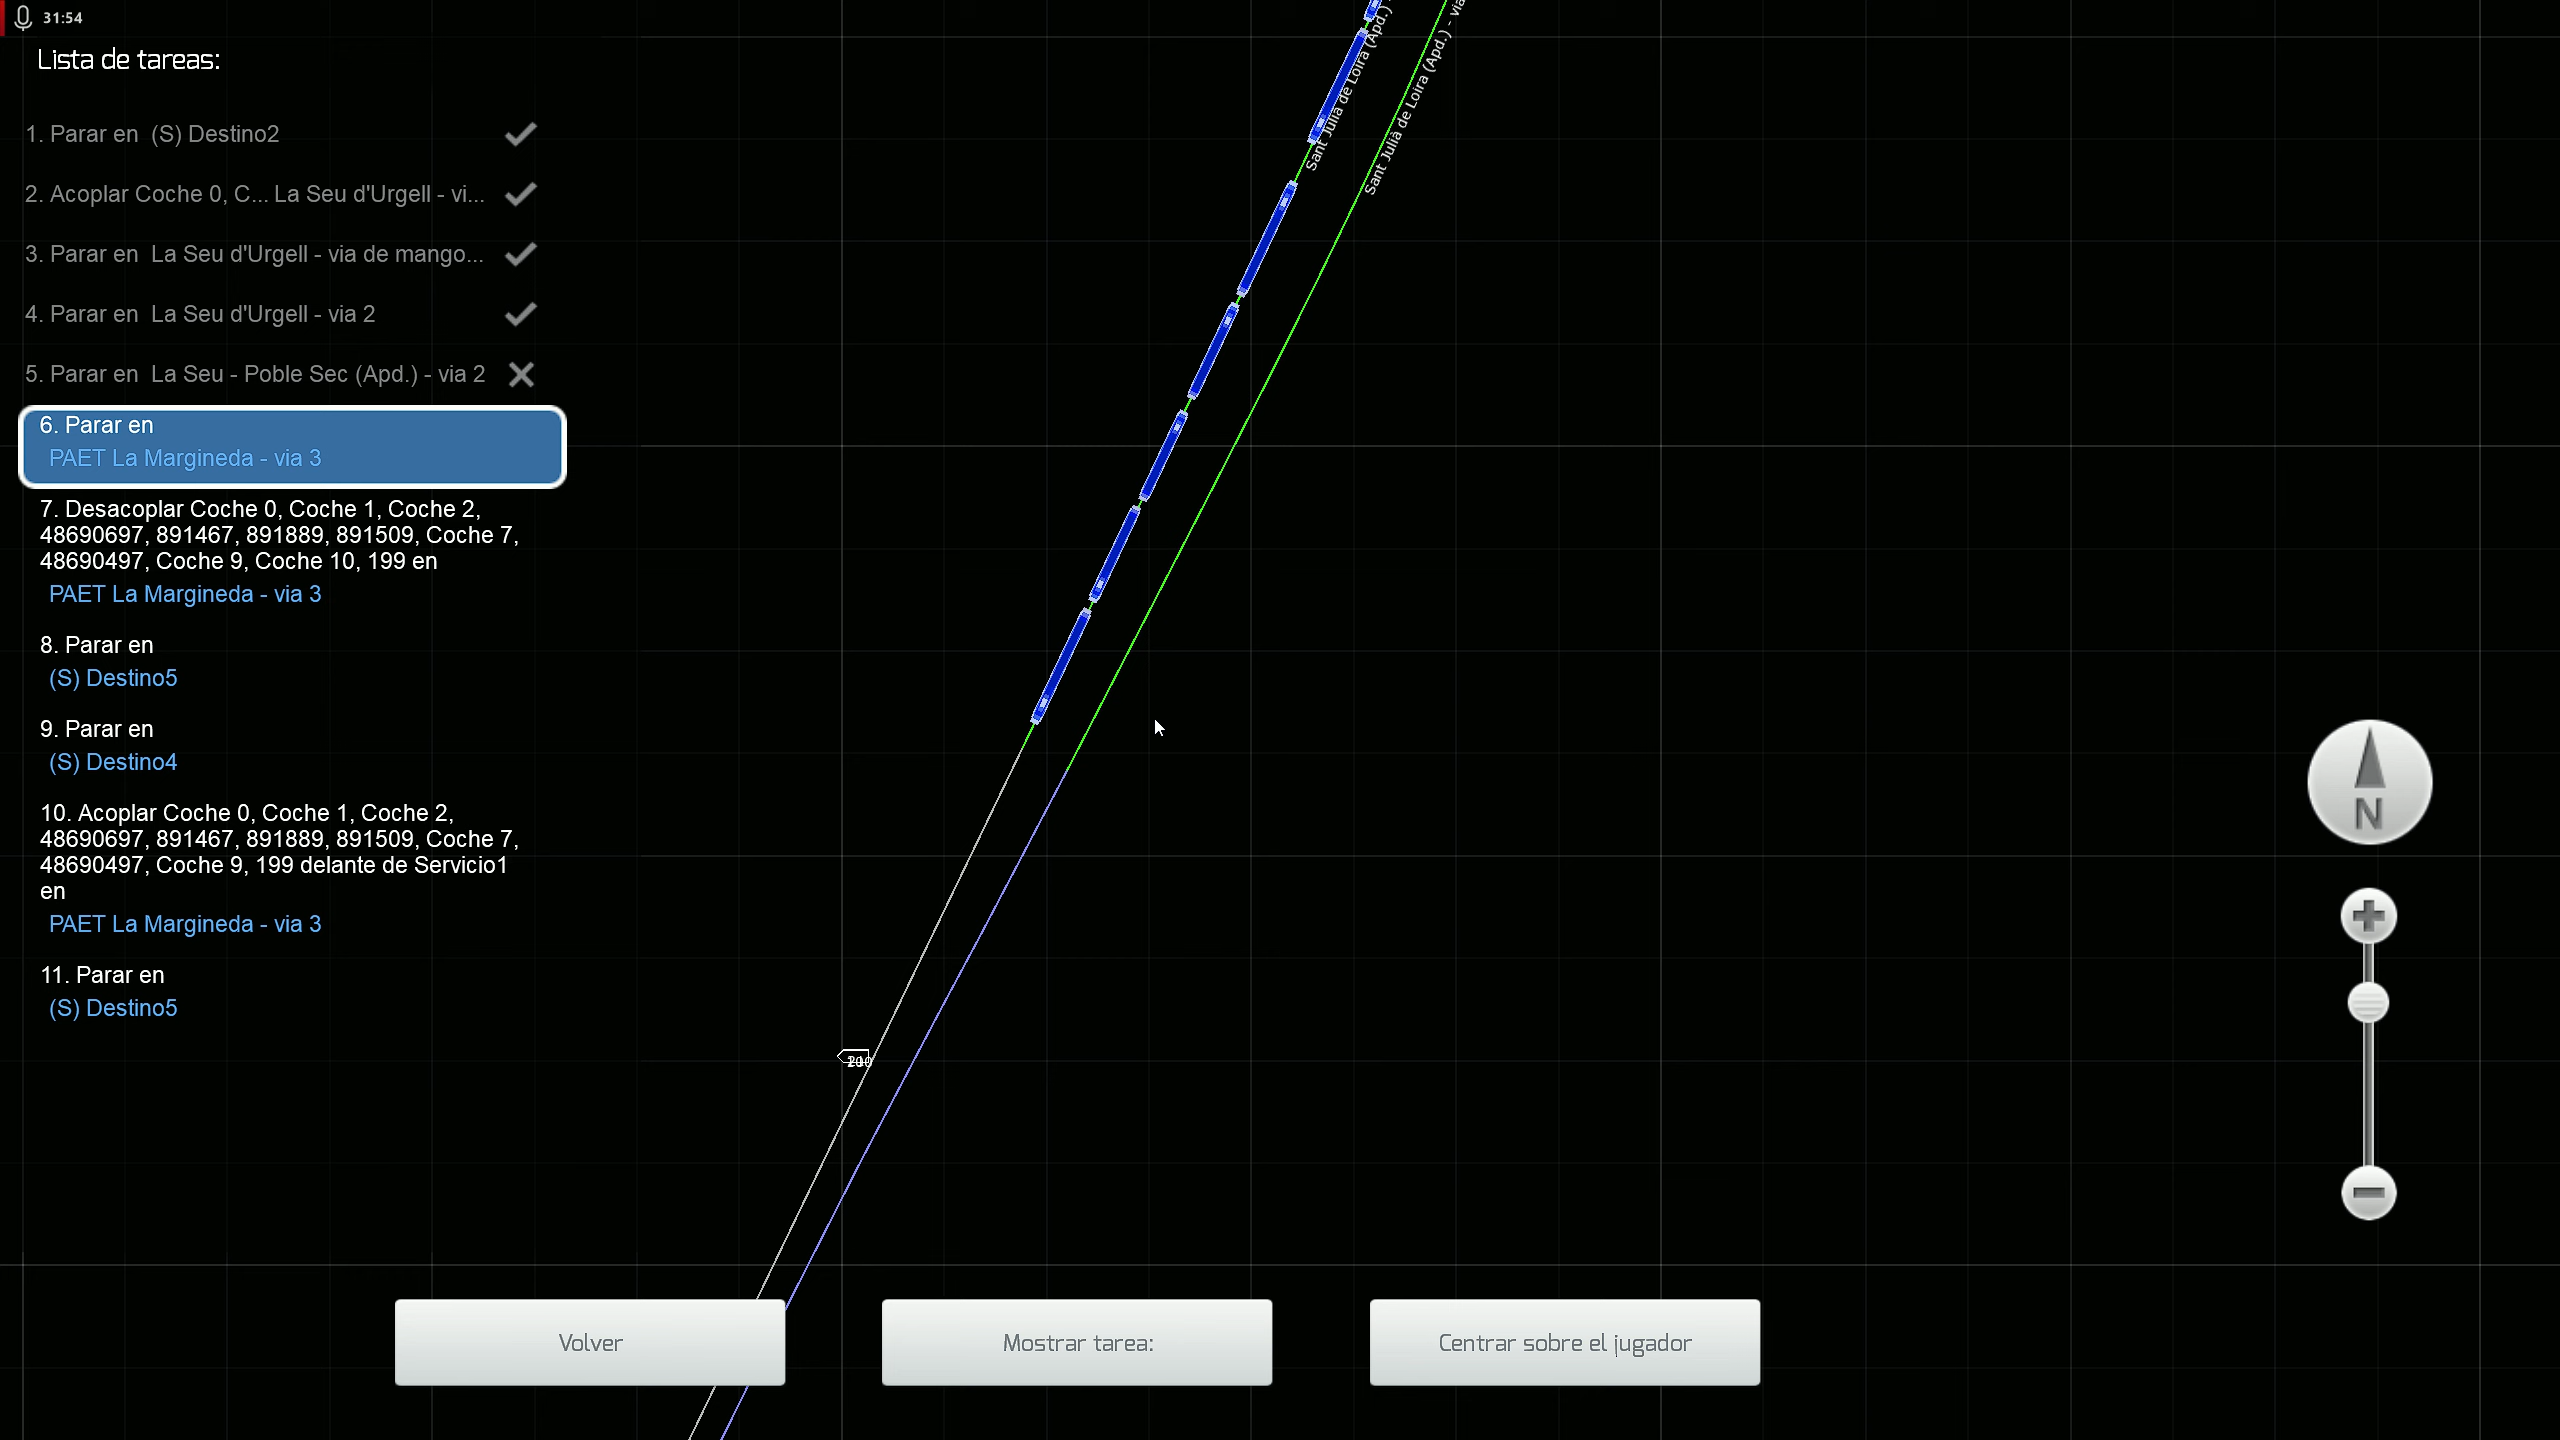 31:54
Lista de tareas:
1. Parar en (S) Destino2
2. Acoplar Coche 0, C... La Seu d'Urgell - vi...
3. Parar en La Seu d'Urgell - via de mango...
4. Parar en La Seu d'Urgell - via 2
5. Parar en La Seu - Poble Sec (Apd.) - via 2
6. Parar en
PAET La Margineda - via 3
7. Desacoplar Coche 0, Coche 1, Coche 2,
48690697, 891467, 891889, 891509, Coche 7,
48690497, Coche 9, Coche 10, 199 en
PAET La Margineda - via 3
8. Parar en
(S) Destino5
9. Parar en
(S) Destino4
10. Acoplar Coche 0, Coche 1, Coche 2,
48690697, 891467, 891889, 891509, Coche 7,
48690497, Coche 9, 199 delante de Servicio1
en
PAET La Margineda - via 3
11. Parar en
(S) Destino5
Sant Julià de Loira (Apd.) -
Sant Julià de Loira (Apd.) - via
N
Volver
Mostrar tarea:
Centrar sobre el jugador